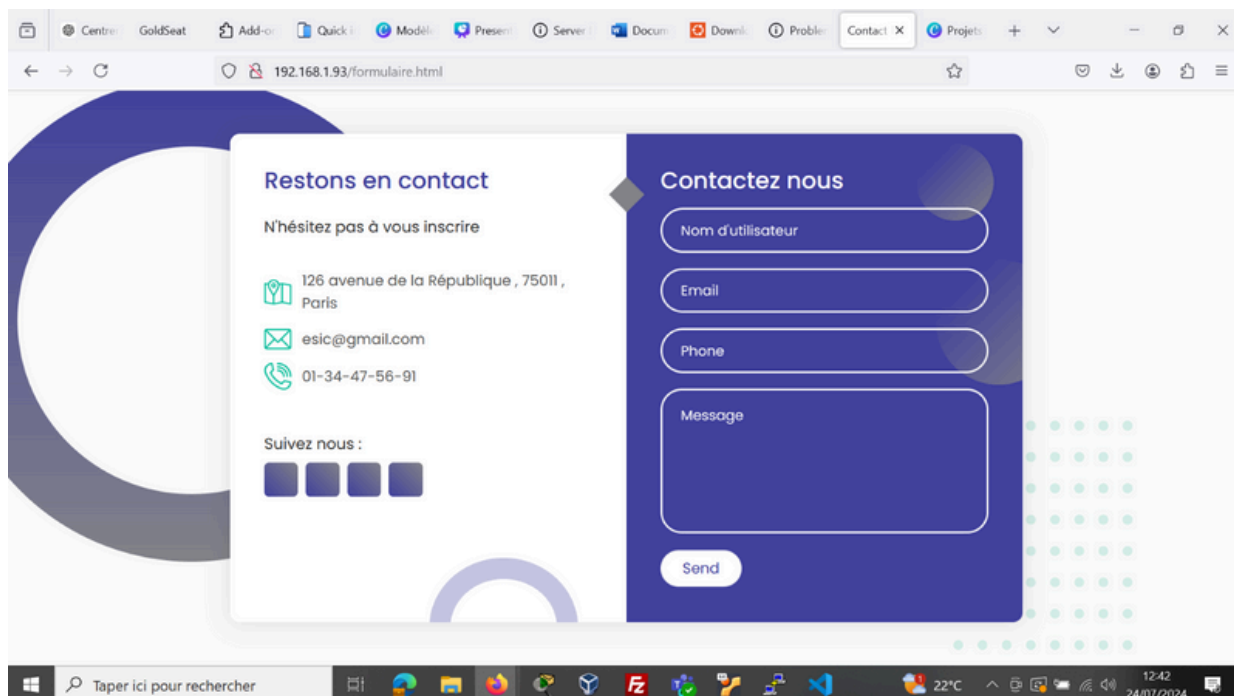 Centre
GoldSeat
Add-o
Quick
Modèl
Presen
Server
Docum
Downlo
Proble
Contact
Projets
192.168.1.93/formulaire.html
Restons en contact
N'hésitez pas à vous inscrire
126 avenue de la République , 75011 ,
Paris
esic@gmail.com
01-34-47-56-91
Suivez nous :
Contactez nous
Nom d'utilisateur
Email
Phone
Message
Send
Taper ici pour rechercher
22°C
12:42
24/07/2024